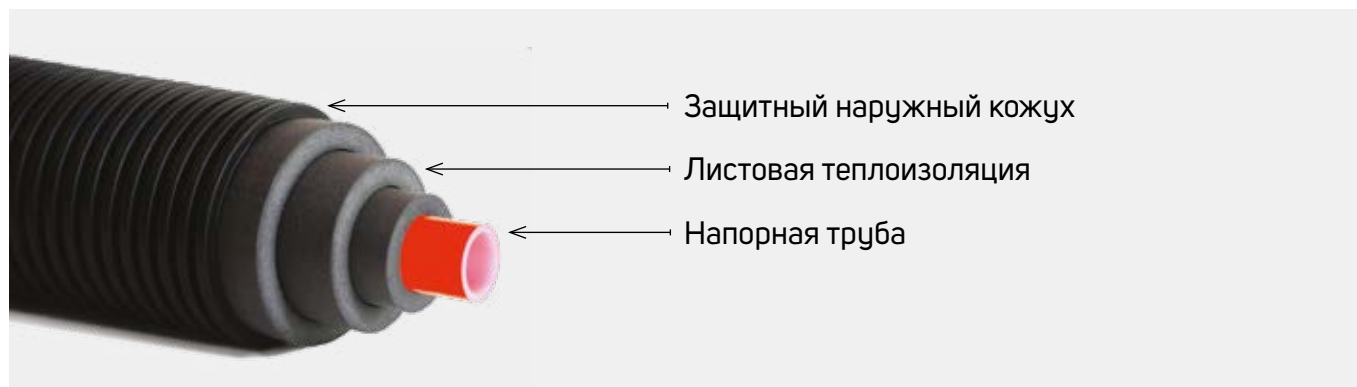 Защитный наружный кожух
Листовая теплоизоляция
Напорная труба